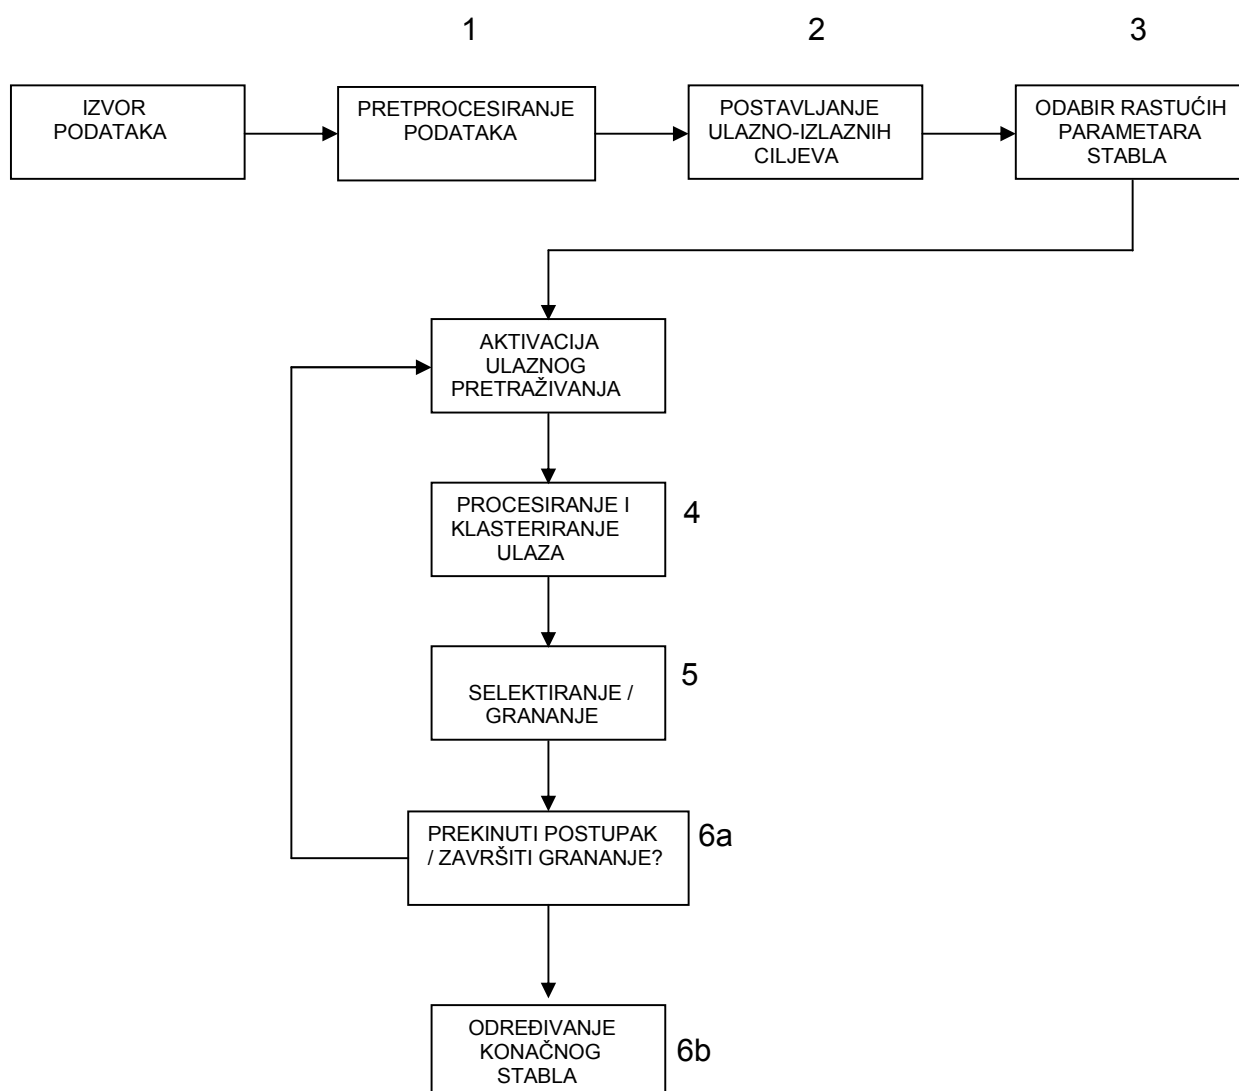 1
2
3
IZVOR
PODATAKA
PRETPROCESIRANJE
PODATAKA
POSTAVLJANJE
ULAZNO-IZLAZNIH
CILJEVA
ODABIR RASTUĆIH
PARAMETARA
STABLA
AKTIVACIJA
ULAZNOG
PRETRAŽIVANJA
PROCESIRANJE I
KLASTERIRANJE
ULAZA
4
SELEKTIRANJE /
GRANANJE
5
PREKINUTI POSTUPAK
/ ZAVRŠITI GRANANJE?
6a
ODREĐIVANJE
KONAČNOG
STABLA
6b